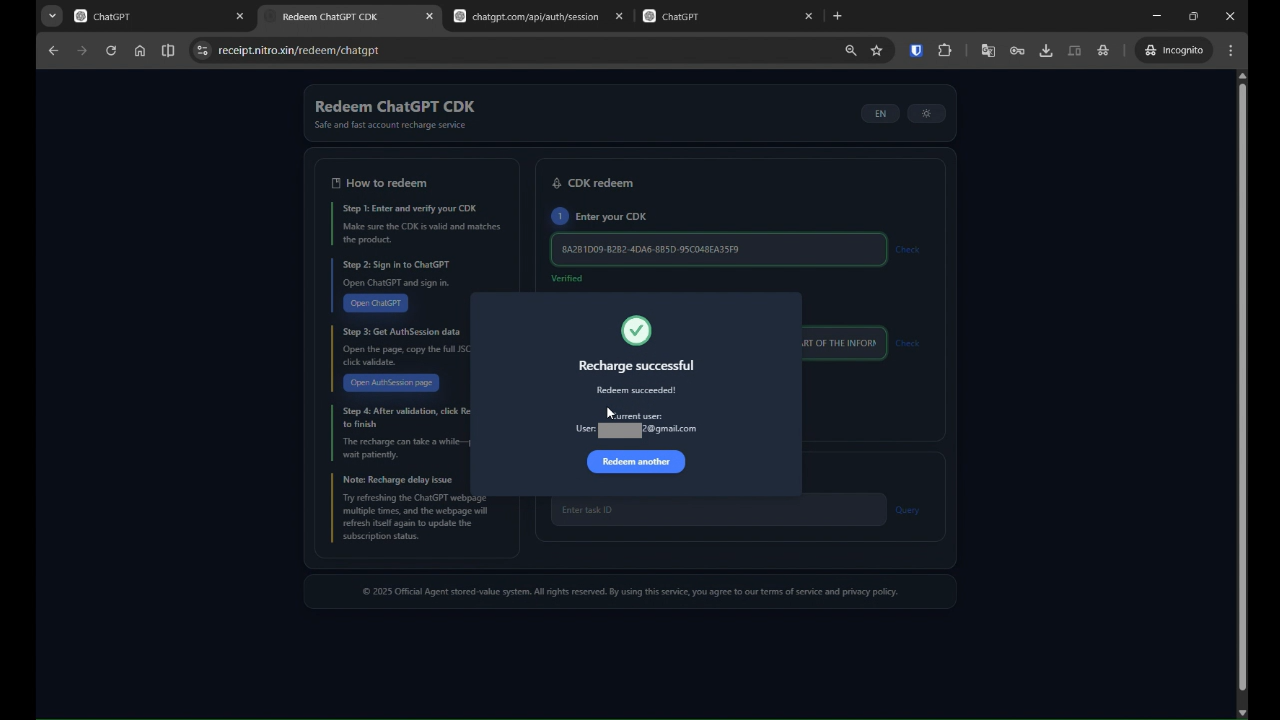 ChatGPT
Redeem ChatGPT CDK
chatgpt.com/api/auth/session
ChatGPT
receipt.nitro.xin/redeem/chatgpt
Incognito
Redeem ChatGPT CDK
Safe and fast account recharge service
EN
How to redeem
Step 1: Enter and verify your CDK
Make sure the CDK is valid and matches
the product.
Step 2: Sign in to ChatGPT
Open ChatGPT and sign in.
Open ChatGPT
Step 3: Get AuthSession data
Open the page, copy the full JSC
click validate.
Open AuthSession page
Step 4: After validation, click Re
to finish
The recharge can take a while—p
wait patiently.
Note: Recharge delay issue
Try refreshing the ChatGPT webpage
multiple times, and the webpage will
refresh itself again to update the
subscription status.
CDK redeem
1 Enter your CDK
8A2B1D09-B2B2-4DA6-885D-95C048EA35F9
Check
Verified
ART OF THE INFORM
Check
Recharge successful
Redeem succeeded!
Current user:
User: 2@gmail.com
Redeem another
Enter task ID
Query
© 2025 Official Agent stored-value system. All rights reserved. By using this service, you agree to our terms of service and privacy policy.